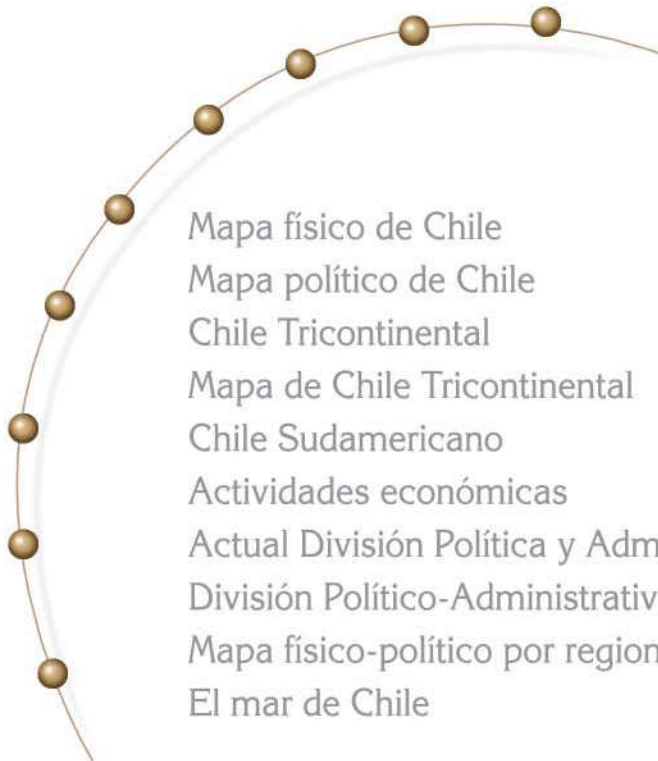 Mapa físico de Chile
Mapa político de Chile
Chile Tricontinental
Mapa de Chile Tricontinental
Chile Sudamericano
Actividades económicas
Actual División Política y Adm
División Político-Administrativ
Mapa físico-político por region
El mar de Chile